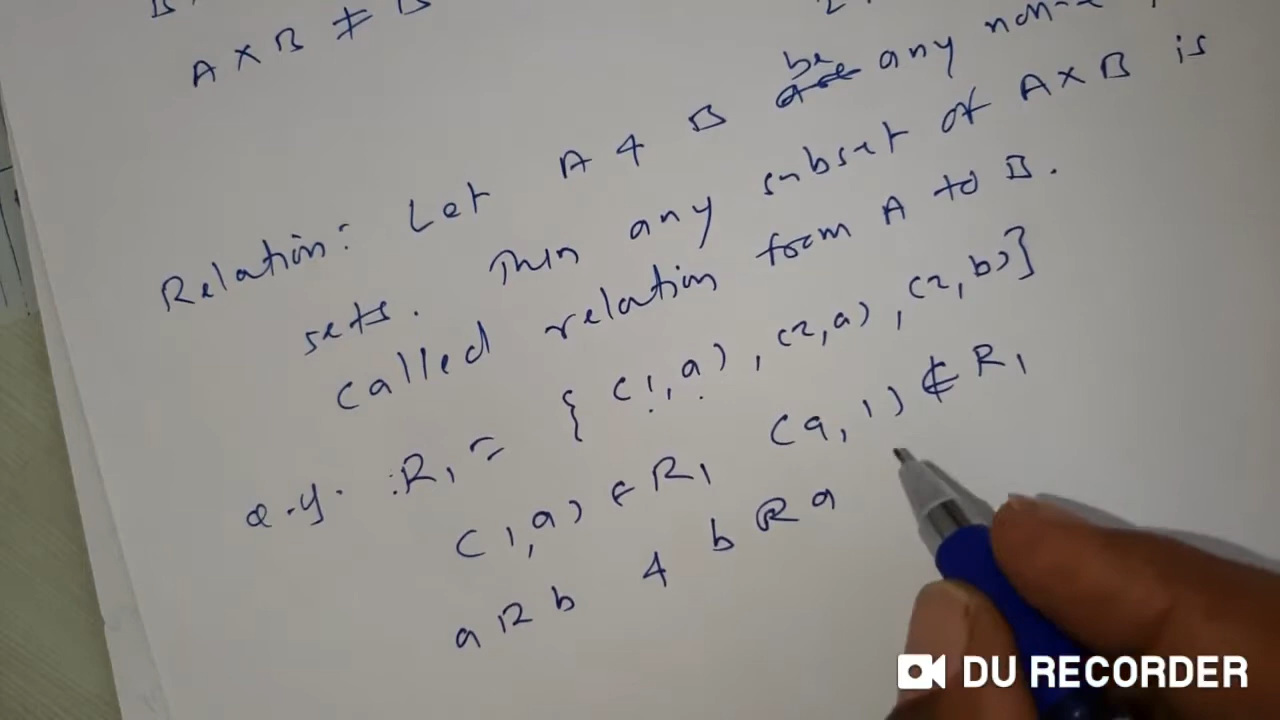 A × B ≠ B
Relation: Let A & B be any non-
sets. Then any subset of A×B is
called relation from A to B.
e.g. :R₁ = { (1,a) , (2,a) , (2,b)}
(1,a) ∈ R₁ (a,1) ∉ R₁
a R b & b R a
DU RECORDER